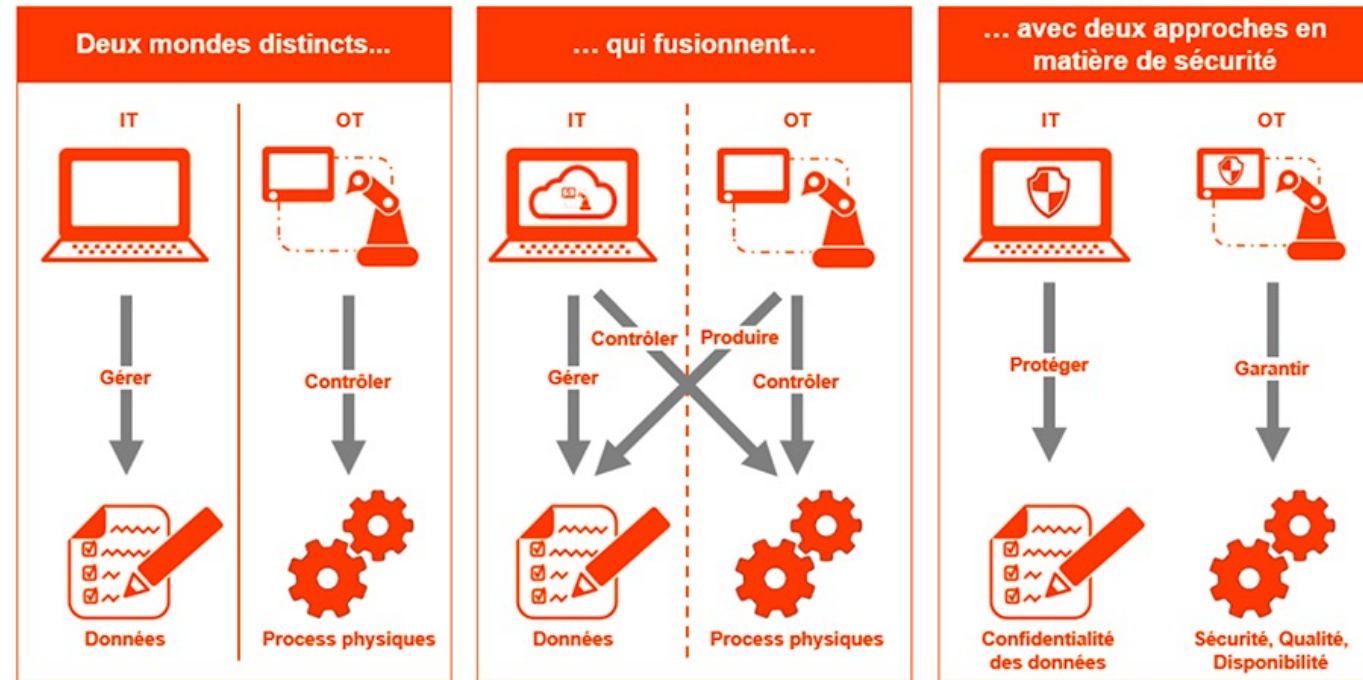 Deux mondes distincts...
IT
OT
Gérer
Contrôler
Données
Process physiques
... qui fusionnent...
IT
OT
Contrôler
Produire
Gérer
Contrôler
Données
Process physiques
... avec deux approches en
matière de sécurité
IT
OT
Protéger
Garantir
Confidentialité
des données
Sécurité, Qualité,
Disponibilité